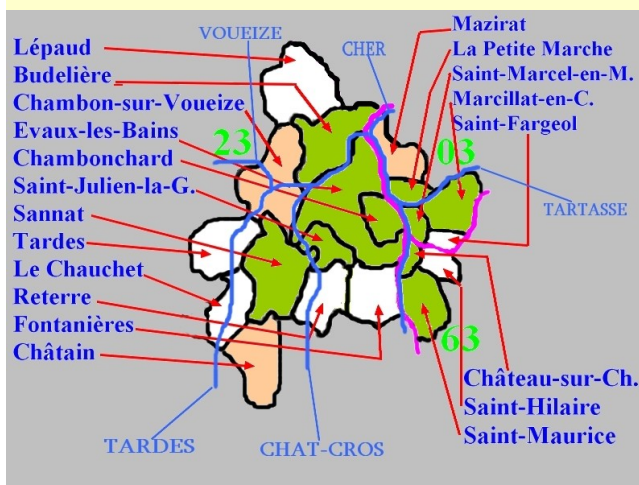 Lépaud
Budelière
Chambon-sur-Voueize
Evaux-les-Bains
Chambonchard
Saint-Julien-la-G.
Sannat
Tardes
Le Chauchet
Reterre
Fontanières
Châtain
VOUEIZE
CHER
23
03
63
TARDES
CHAT-CROS
TARTASSE
Mazirat
La Petite Marche
Saint-Marcel-en-M.
Marcillat-en-C.
Saint-Fargeol
Château-sur-Ch.
Saint-Hilaire
Saint-Maurice